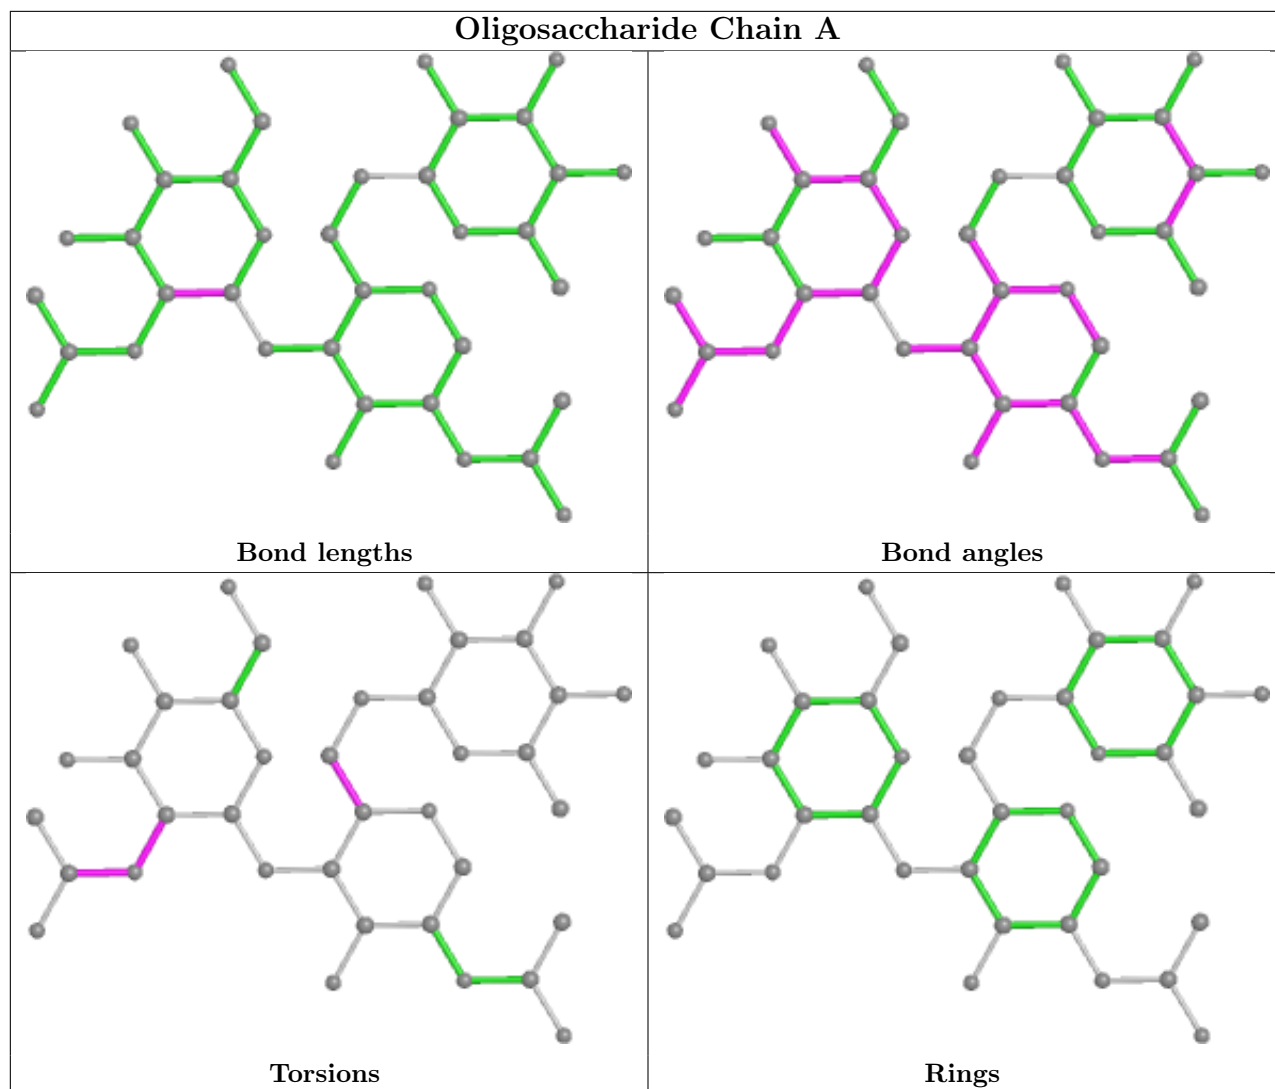 Oligosaccharide Chain A
Bond lengths
Bond angles
Torsions
Rings